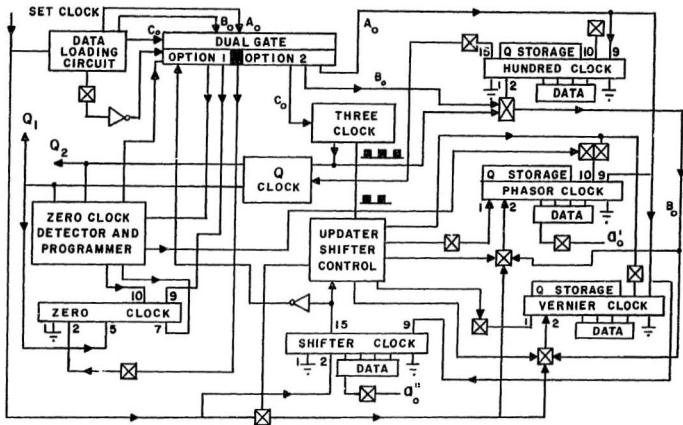 SET CLOCK
C₀ B₀ A₀
DATA
LOADING
CIRCUIT
DUAL GATE
OPTION 1 OPTION 2
A₀
B₀
C₀
15 Q STORAGE 10 9
HUNDRED CLOCK
1 2
DATA
THREE
CLOCK
Q₁
Q₂
Q
CLOCK
Q STORAGE 10 9
PHASOR CLOCK
1 2
DATA
a₀'
B₀
ZERO CLOCK
DETECTOR AND
PROGRAMMER
UPDATER
SHIFTER
CONTROL
10 9
ZERO CLOCK
1 2 5 7
Q STORAGE
VERNIER CLOCK
1 2
DATA
15 9
SHIFTER CLOCK
1 2
DATA
a₀"